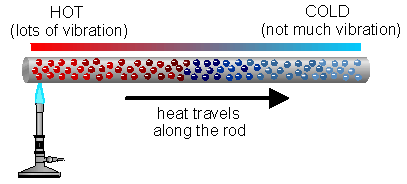 HOT
(lots of vibration)
COLD
(not much vibration)
heat travels
along the rod